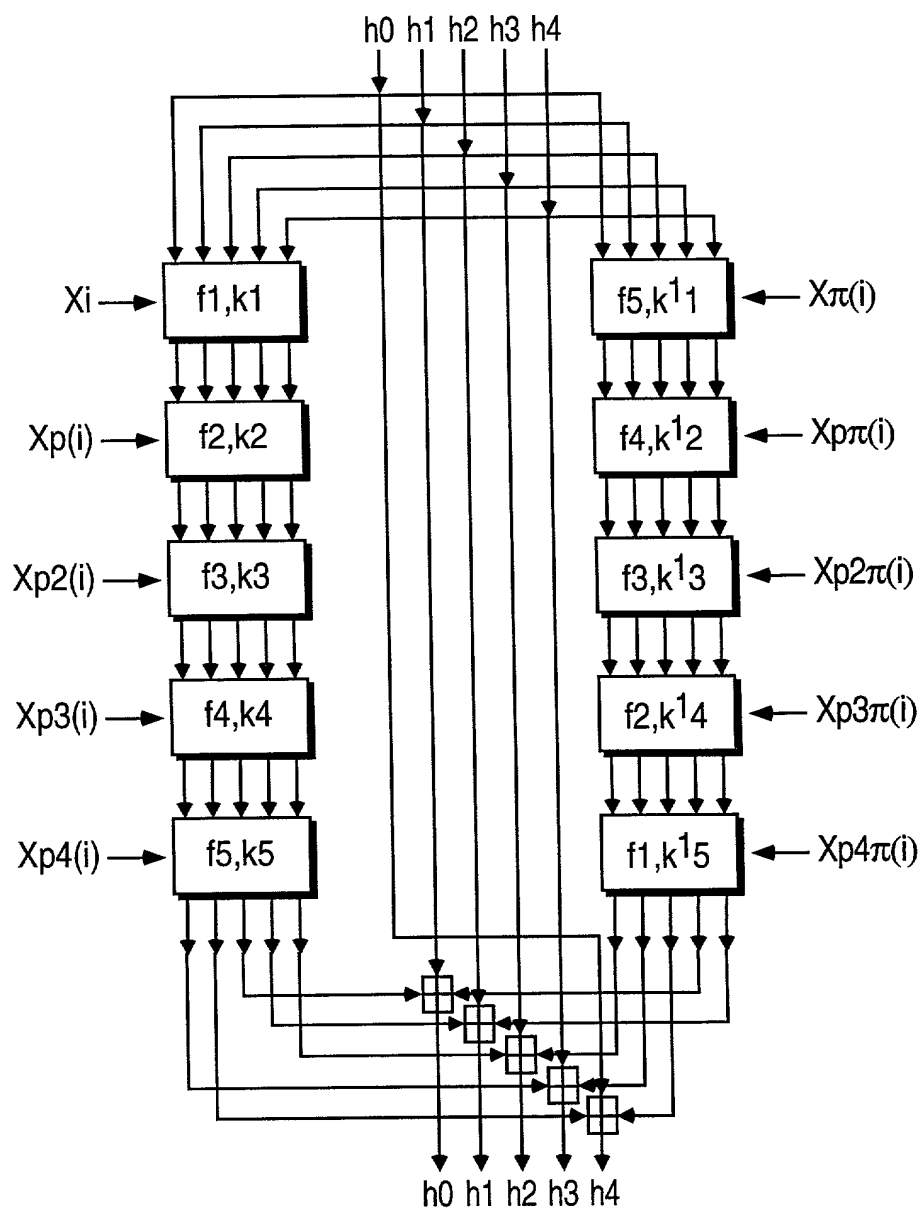 h0 h1 h2 h3 h4
Xi f1,k1 f5,k¹1 Xπ(i)
Xp(i) f2,k2 f4,k¹2 Xpπ(i)
Xp2(i) f3,k3 f3,k¹3 Xp2π(i)
Xp3(i) f4,k4 f2,k¹4 Xp3π(i)
Xp4(i) f5,k5 f1,k¹5 Xp4π(i)
h0 h1 h2 h3 h4